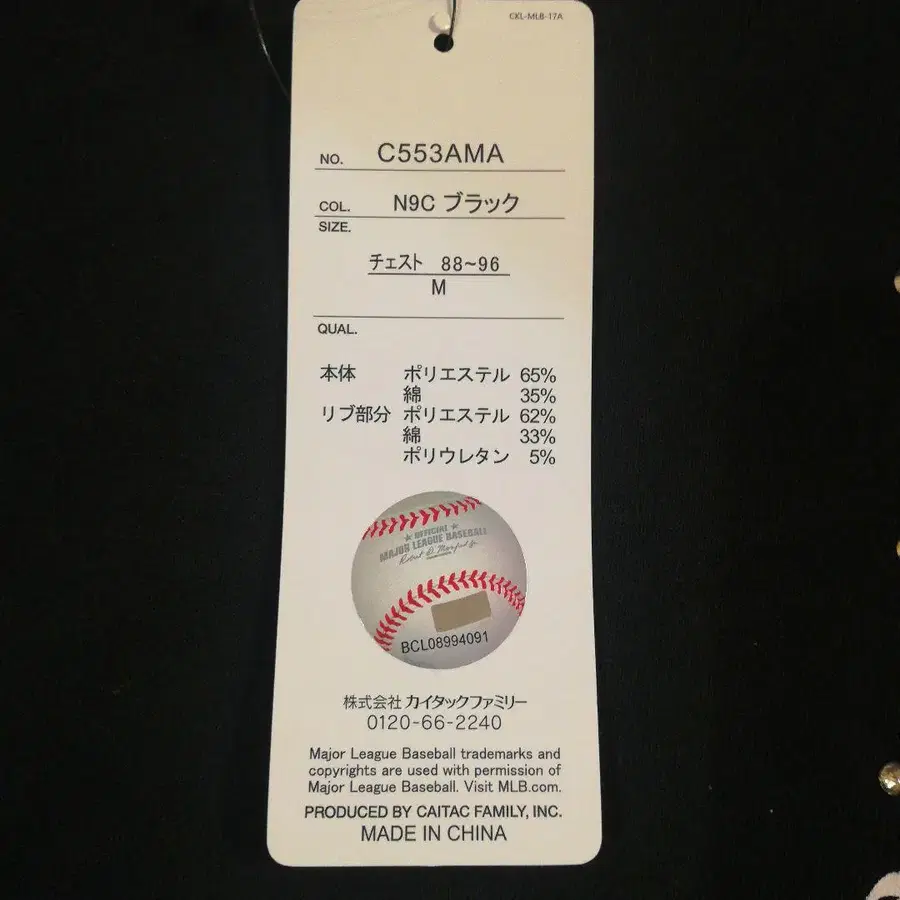 CKL-MLB-17A
NO. C553AMA
COL. N9C ブラック
SIZE.
チェスト 88~96
M
QUAL.
本体 ポリエステル 65%
綿 35%
リブ部分 ポリエステル 62%
綿 33%
ポリウレタン 5%
★ OFFICIAL ★
MAJOR LEAGUE BASEBALL
BCL08994091
株式会社 カイタックファミリー
0120-66-2240
Major League Baseball trademarks and
copyrights are used with permission of
Major League Baseball. Visit MLB.com.
PRODUCED BY CAITAC FAMILY, INC.
MADE IN CHINA